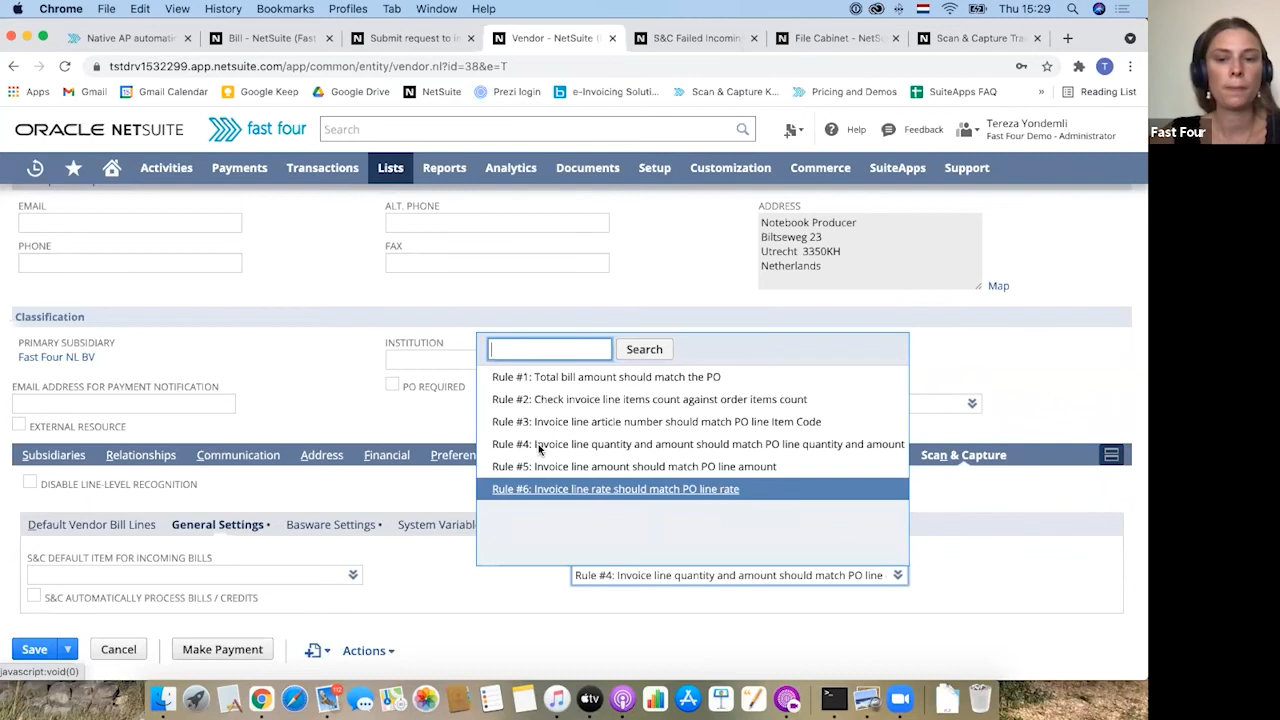 Chrome File Edit View History Bookmarks Profiles Tab Window Help Thu 15:29
Native AP automati
Bill - NetSuite (Fast
Submit request to in
Vendor - NetSuite (
S&C Failed Incomin
File Cabinet - NetSu
Scan & Capture Tra
tstdrv1532299.app.netsuite.com/app/common/entity/vendor.nl?id=38&e=T
T
Apps Gmail Google Calendar Google Keep Google Drive NetSuite Prezi login e-Invoicing Soluti... Scan & Capture K... Pricing and Demos SuiteApps FAQ » Reading List
ORACLE NETSUITE
fast four
Search
Help
Feedback
Tereza Yondemli
Fast Four Demo - Administrator
Fast Four
Activities Payments Transactions Lists Reports Analytics Documents Setup Customization Commerce SuiteApps Support
EMAIL
ALT. PHONE
ADDRESS
Notebook Producer
Biltseweg 23
Utrecht 3350KH
Netherlands
PHONE
FAX
Map
Classification
PRIMARY SUBSIDIARY
Fast Four NL BV
INSTITUTION
EMAIL ADDRESS FOR PAYMENT NOTIFICATION
PO REQUIRED
EXTERNAL RESOURCE
Search
Rule #1: Total bill amount should match the PO
Rule #2: Check invoice line items count against order items count
Rule #3: Invoice line article number should match PO line Item Code
Rule #4: Invoice line quantity and amount should match PO line quantity and amount
Rule #5: Invoice line amount should match PO line amount
Rule #6: Invoice line rate should match PO line rate
Subsidiaries Relationships Communication Address Financial Preferen
Scan & Capture
DISABLE LINE-LEVEL RECOGNITION
Default Vendor Bill Lines General Settings • Basware Settings • System Variabl
S&C DEFAULT ITEM FOR INCOMING BILLS
Rule #4: Invoice line quantity and amount should match PO line
S&C AUTOMATICALLY PROCESS BILLS / CREDITS
Save Cancel Make Payment Actions
javascript:void(0)
tv